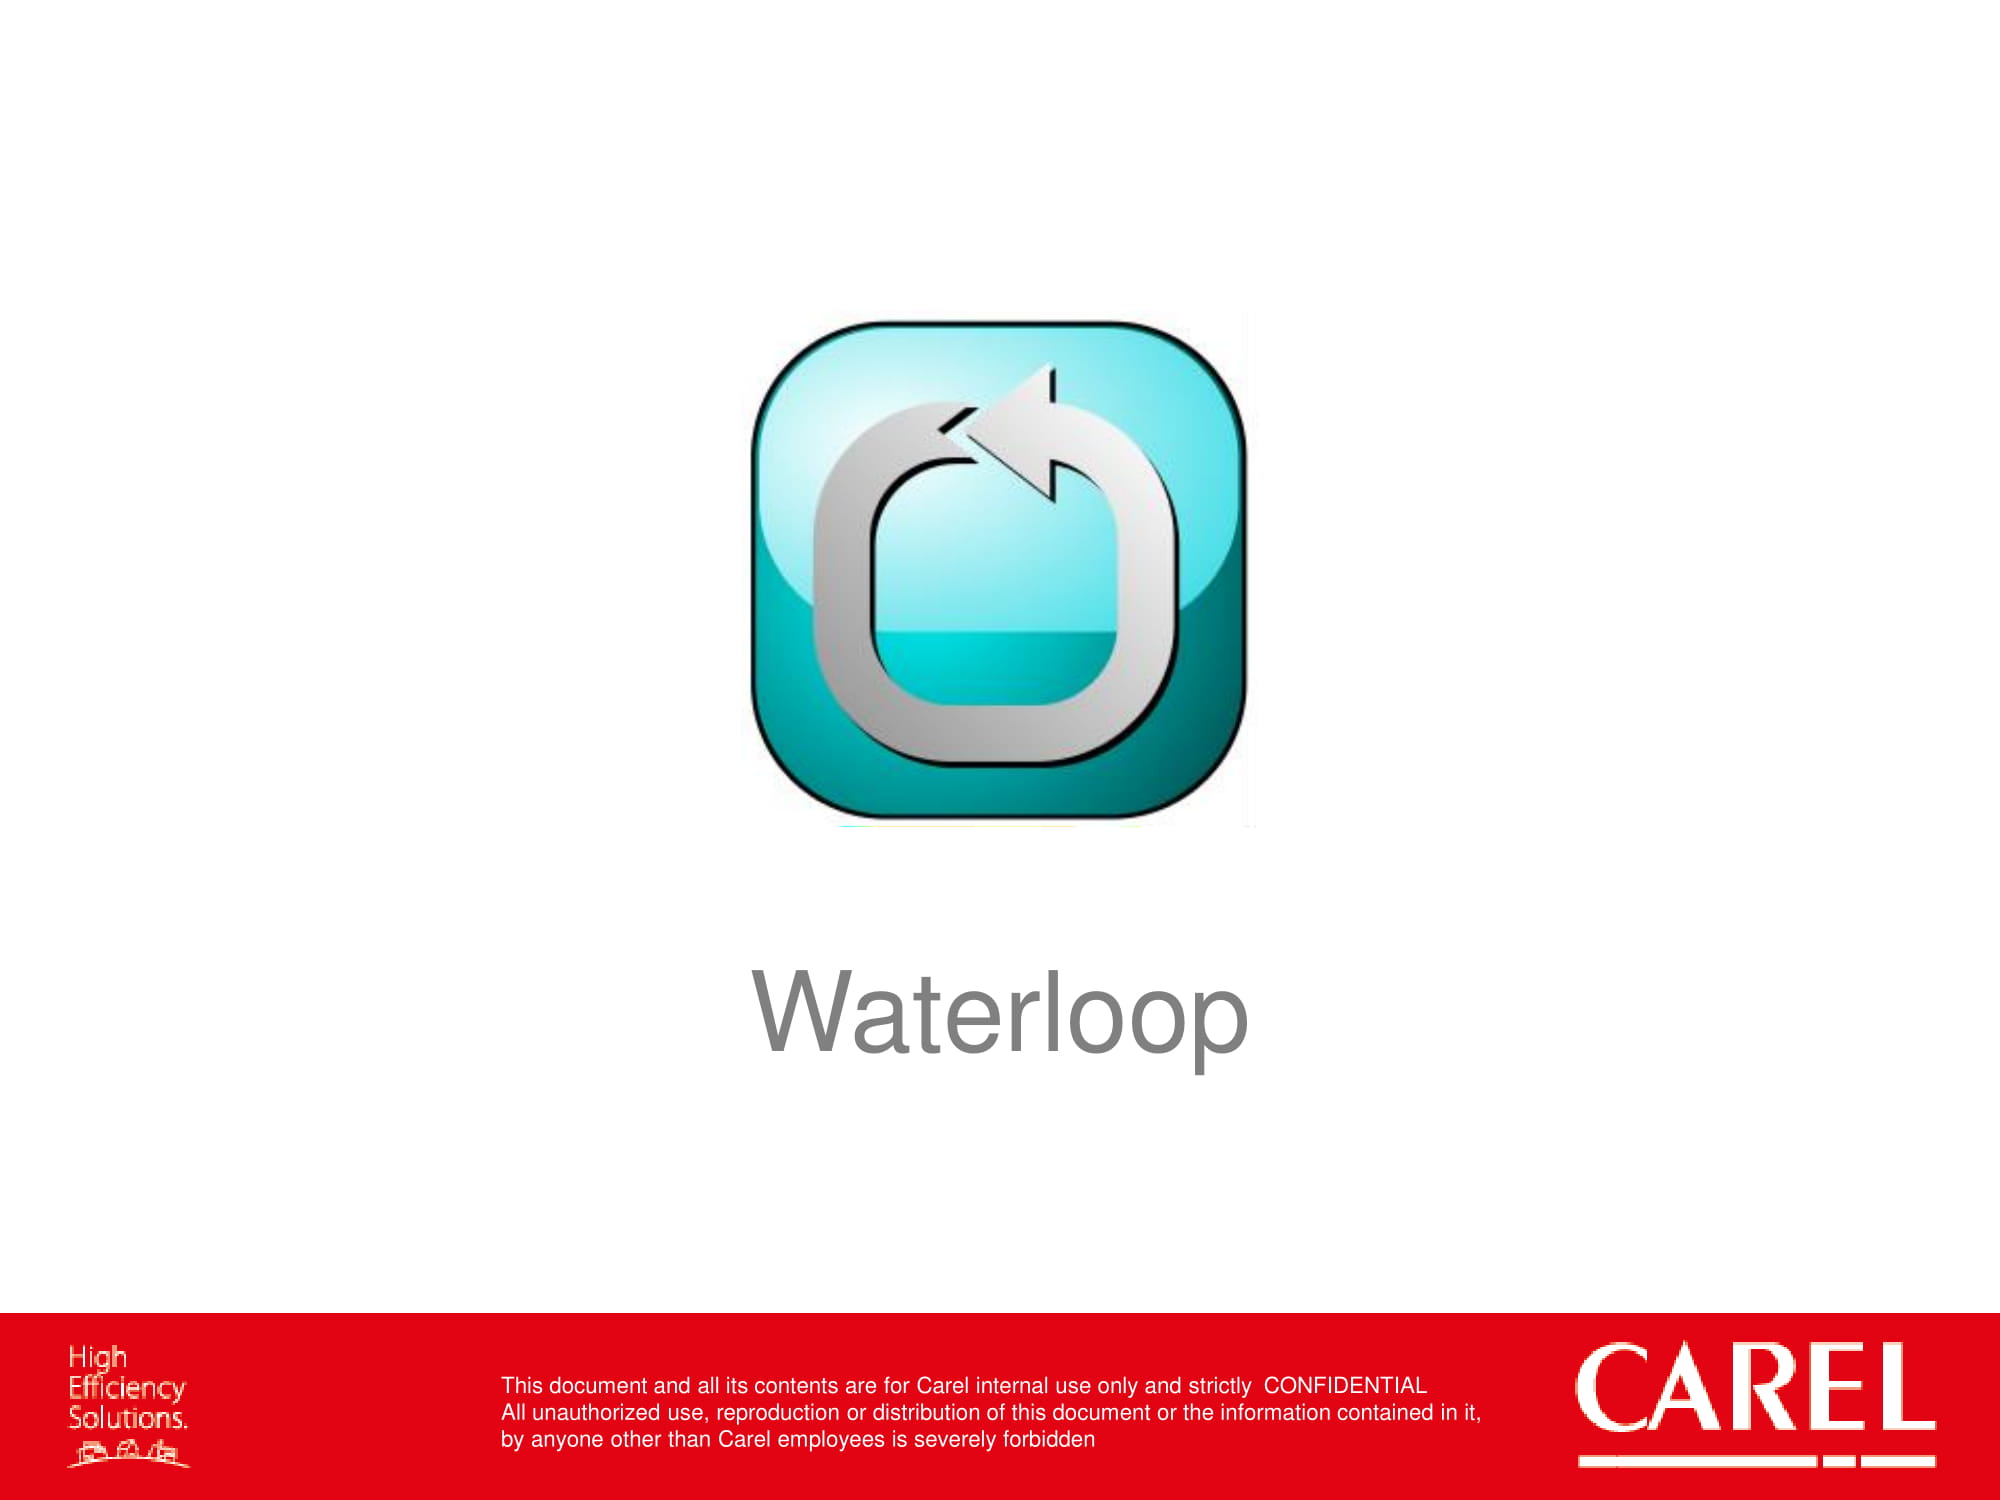 Waterloop
High
Efficiency
Solutions.
This document and all its contents are for Carel internal use only and strictly  CONFIDENTIAL
All unauthorized use, reproduction or distribution of this document or the information contained in it,
by anyone other than Carel employees is severely forbidden
CAREL